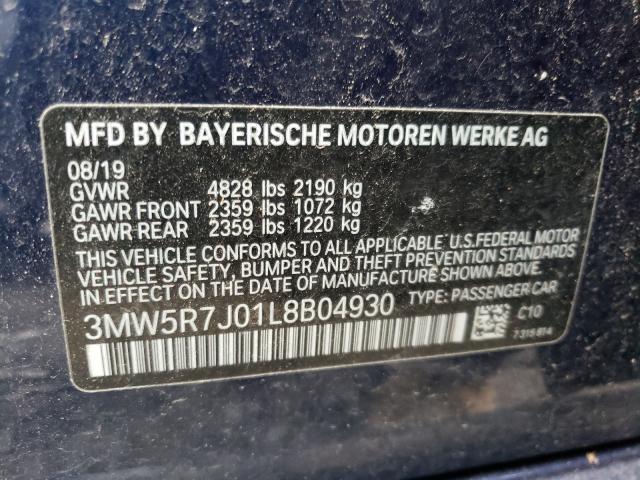 MFD BY BAYERISCHE MOTOREN WERKE AG
08/19
GVWR 4828 lbs 2190 kg
GAWR FRONT 2359 lbs 1072 kg
GAWR REAR 2359 lbs 1220 kg
THIS VEHICLE CONFORMS TO ALL APPLICABLE U.S.FEDERAL MOTOR
VEHICLE SAFETY, BUMPER AND THEFT PREVENTION STANDARDS
IN EFFECT ON THE DATE OF MANUFACTURE SHOWN ABOVE.
3MW5R7J01L8B04930 TYPE: PASSENGER CAR
C10
7315814